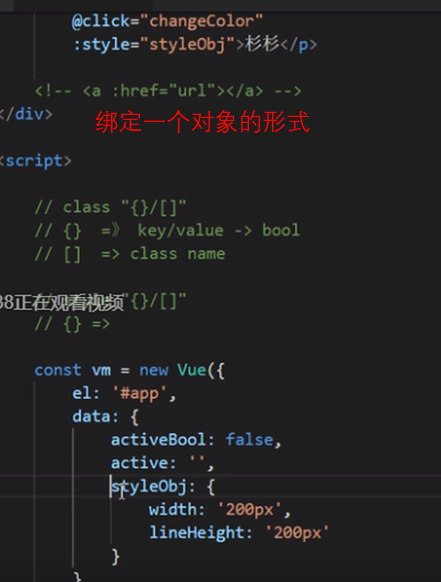 @click="changeColor"
:style="styleObj">杉杉</p>
<!-- <a :href="url"></a> -->
</div>
绑定一个对象的形式
<script>
// class "{}/[]"
// {} =》 key/value -> bool
// [] => class name
88正在观看视频 "{}/[]"
// {} =>
const vm = new Vue({
el: '#app',
data: {
activeBool: false,
active: '',
styleObj: {
width: '200px',
lineHeight: '200px'
}
}